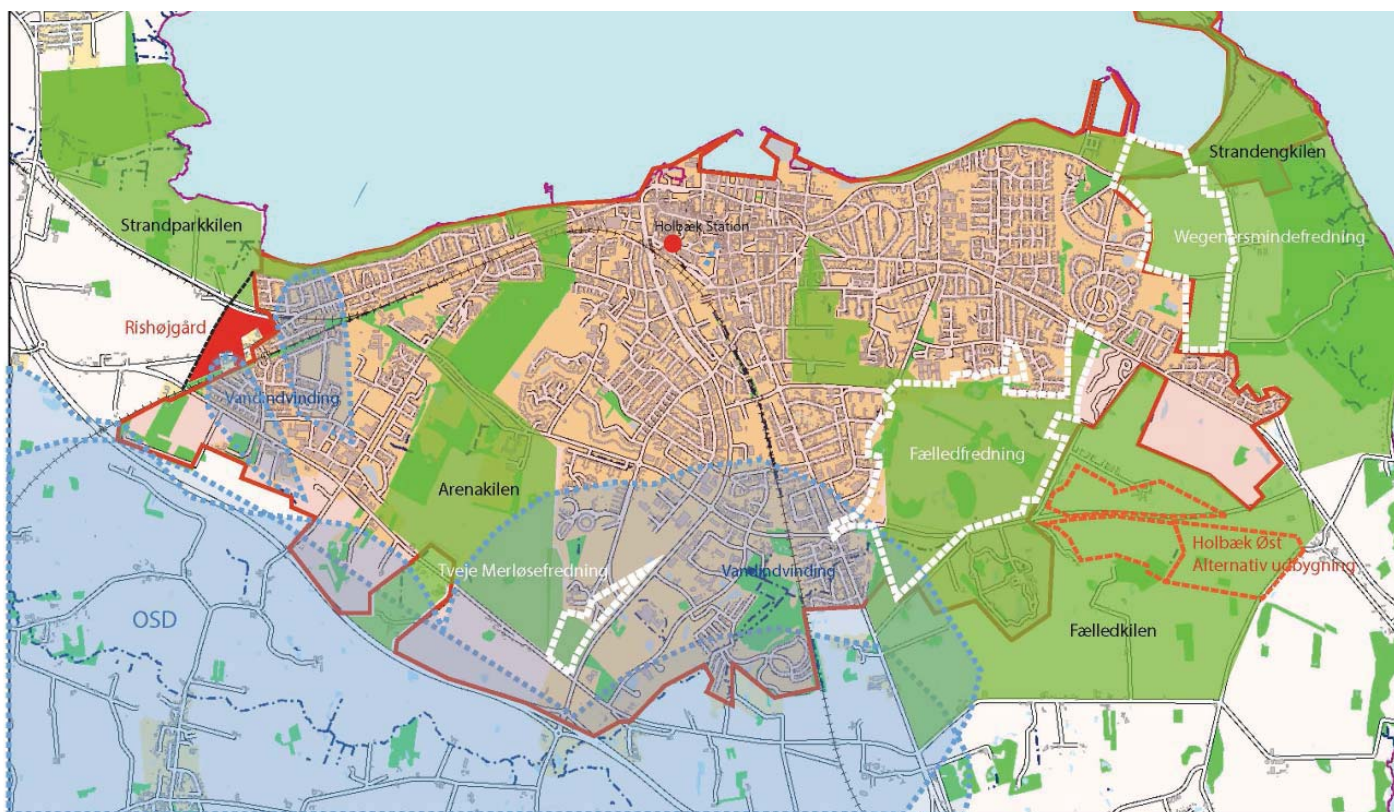 Strandengkilen
Strandparkkilen
Holbæk Station
Wegenersmindefredning
Rishøjgård
Vandindvinding
Fælledfredning
Arenakilen
Tveje Merløsefredning
Vandindvinding
Holbæk Øst
Alternativ udbygning
OSD
Fælledkilen